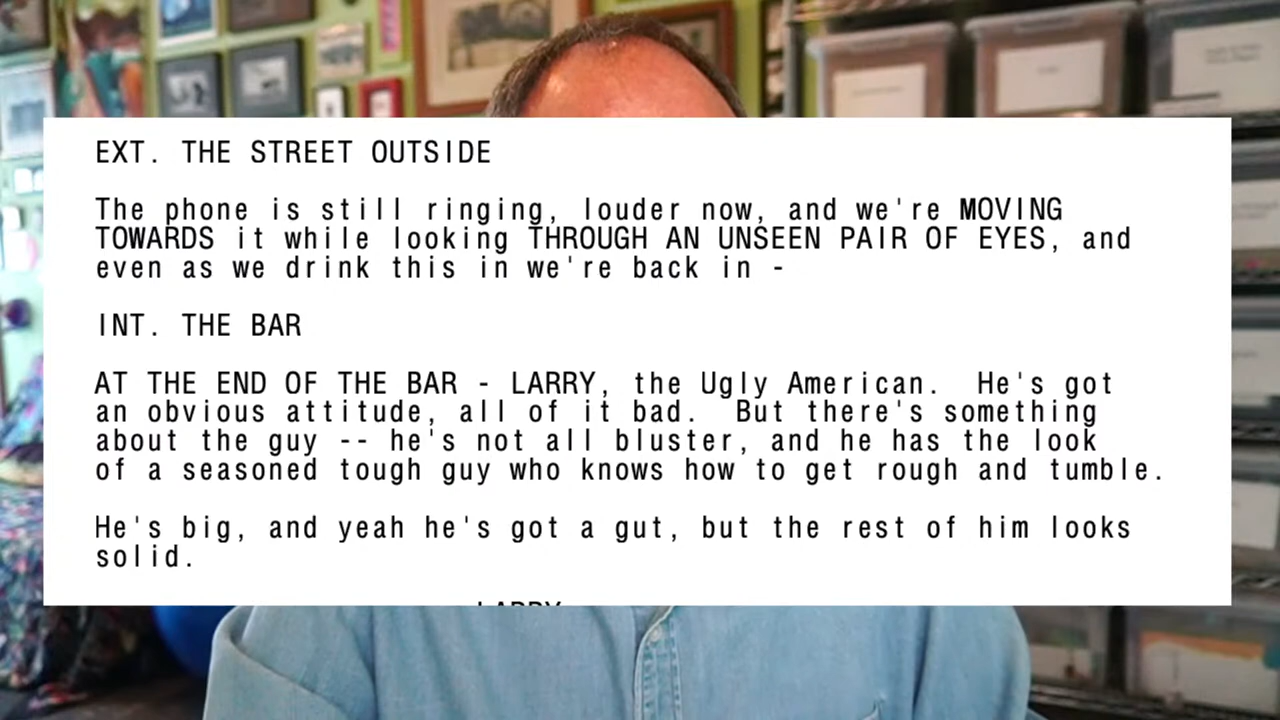 EXT. THE STREET OUTSIDE
The phone is still ringing, louder now, and we're MOVING
TOWARDS it while looking THROUGH AN UNSEEN PAIR OF EYES, and
even as we drink this in we're back in -
INT. THE BAR
AT THE END OF THE BAR - LARRY, the Ugly American.  He's got
an obvious attitude, all of it bad.  But there's something
about the guy -- he's not all bluster, and he has the look
of a seasoned tough guy who knows how to get rough and tumble.
He's big, and yeah he's got a gut, but the rest of him looks
solid.
LARRY